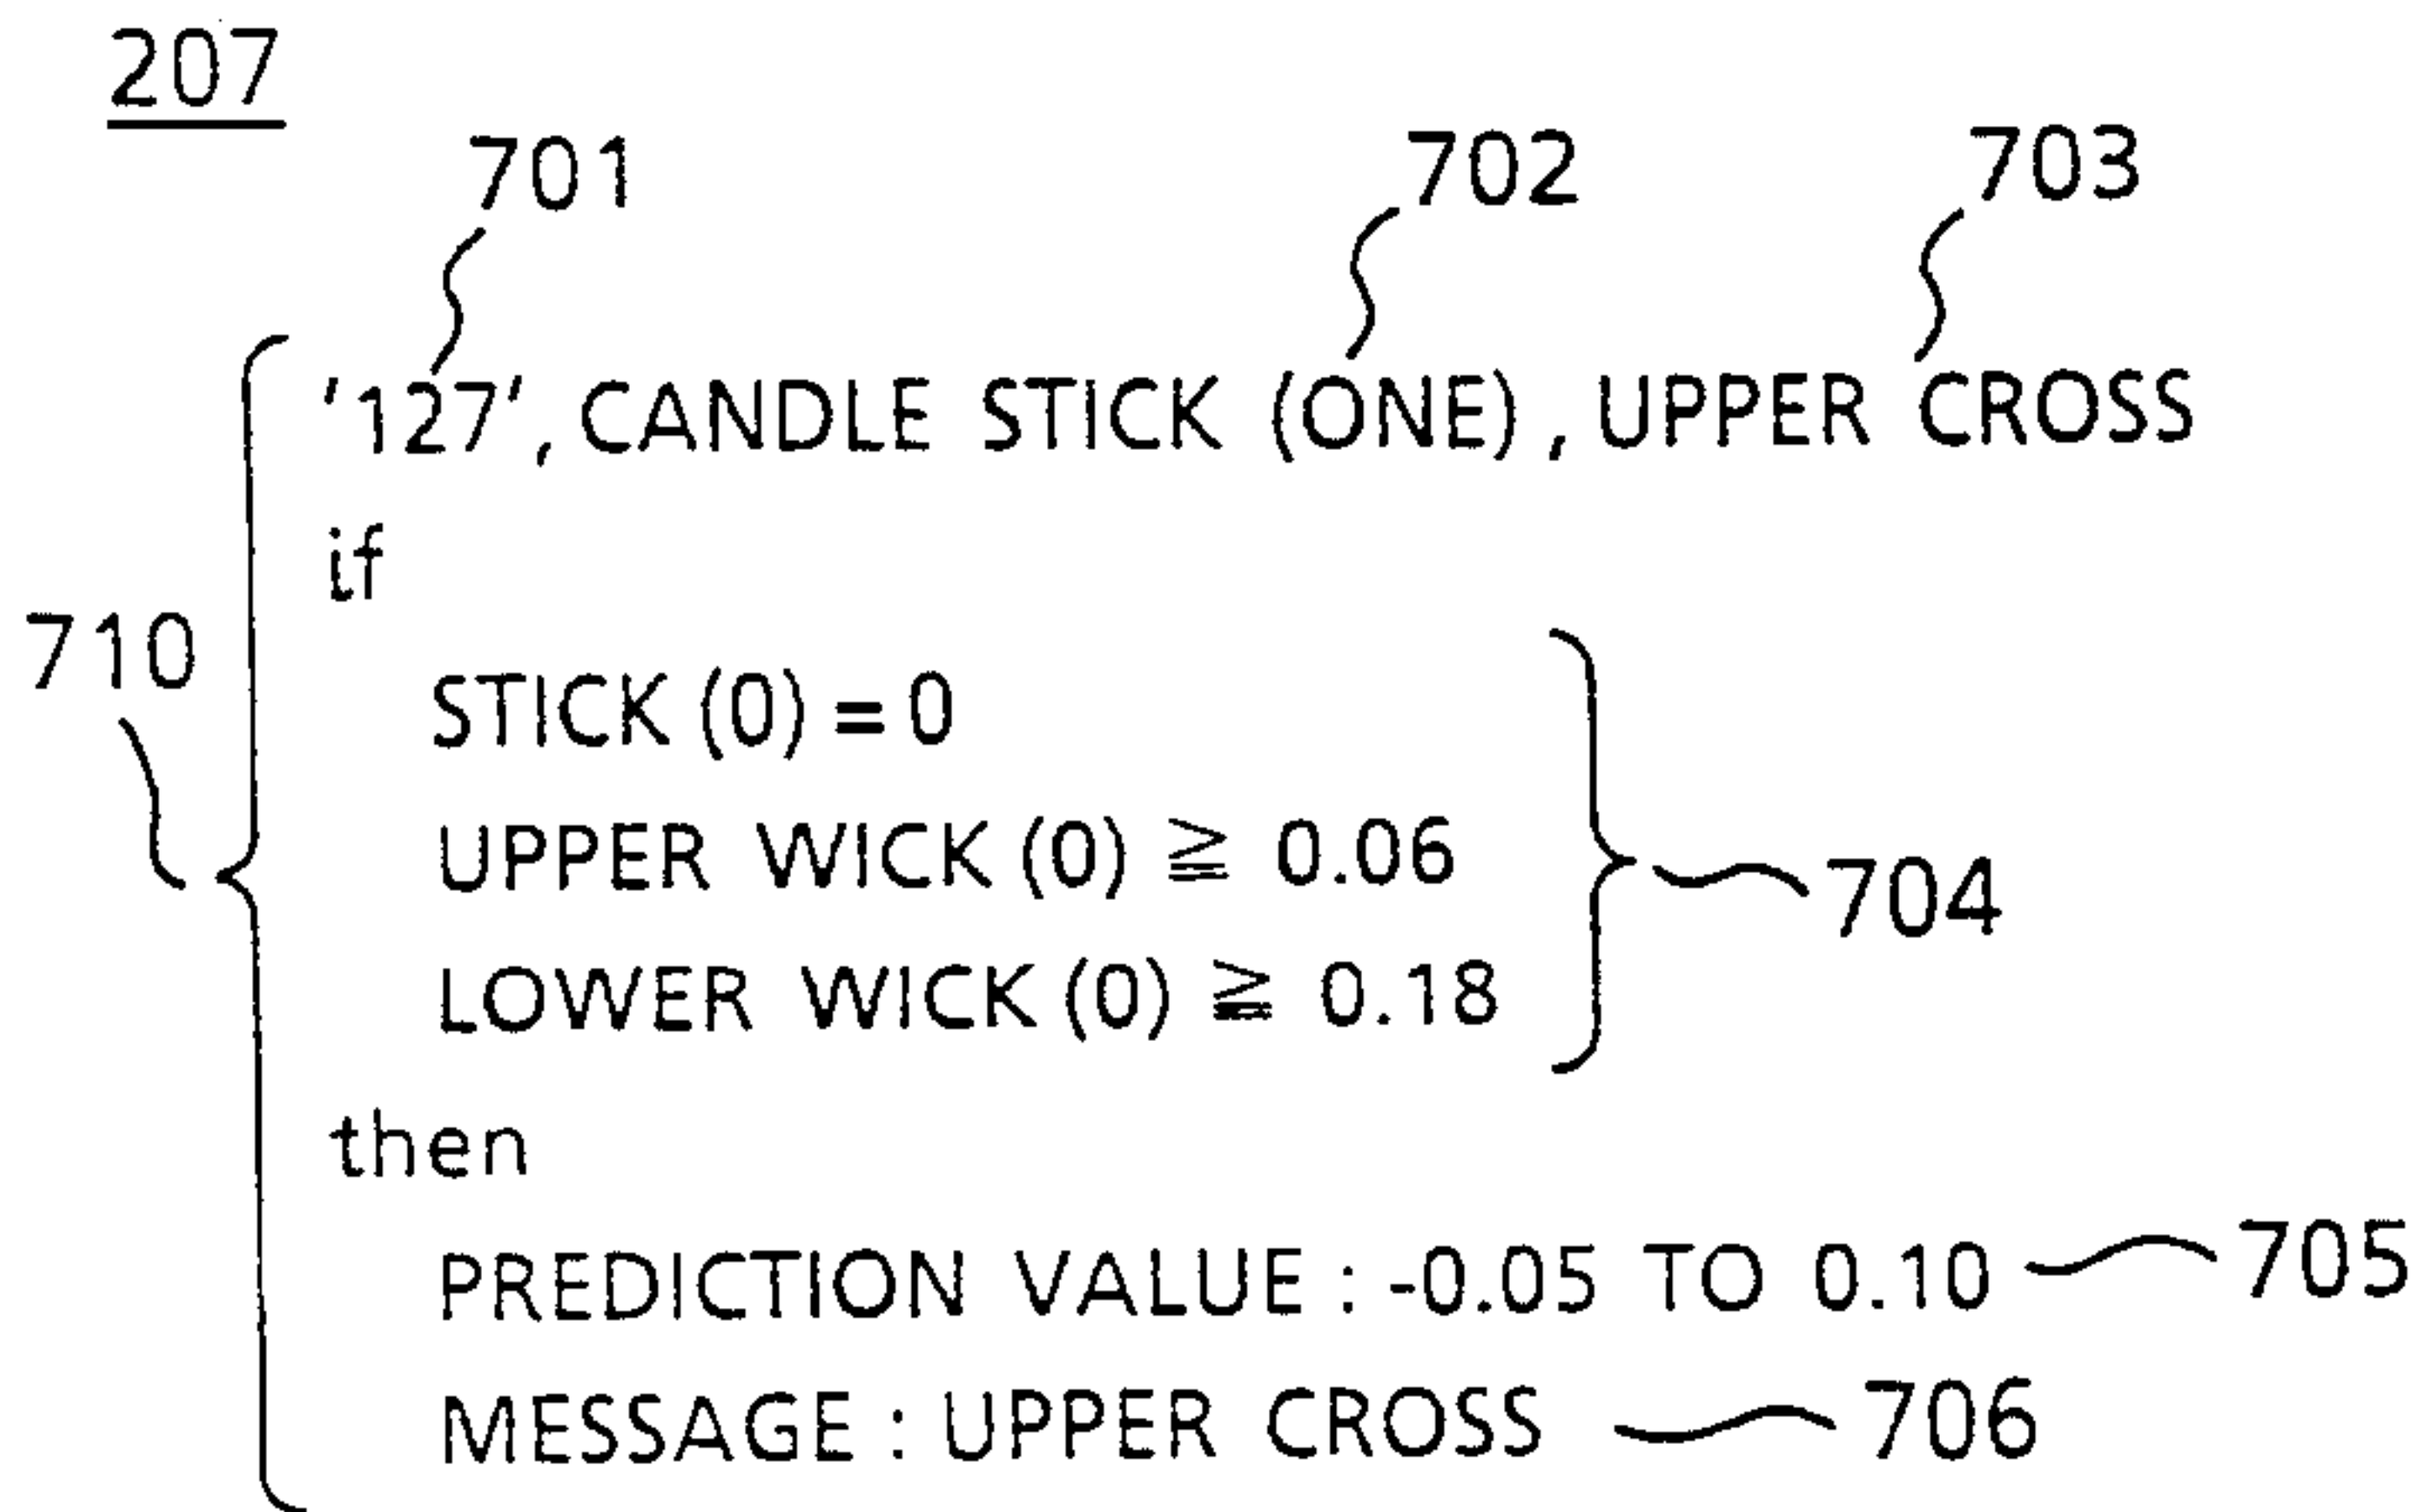 207
701 702 703
'127', CANDLE STICK (ONE), UPPER CROSS
if
710
STICK (0) = 0
UPPER WICK (0) ≧ 0.06
704
LOWER WICK (0) ≧ 0.18
then
PREDICTION VALUE : -0.05 TO 0.10 705
MESSAGE : UPPER CROSS 706